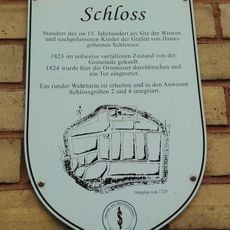 Schloss
Standort des im 15. Jahrhundert als Sitz der Witwen
und nachgelassenen Kinder der Grafen von Hanau
gebauten Schlosses.
1823 im teilweise verfallenen Zustand von der
Gemeinde gekauft.
1824 wurde hier die Ortsmauer durchbrochen und
ein Tor eingesetzt.
Ein runder Wehrturm ist erhalten und in den Anwesen
Schlossgraben 2 und 4 integriert.
Ortsplan von 1729